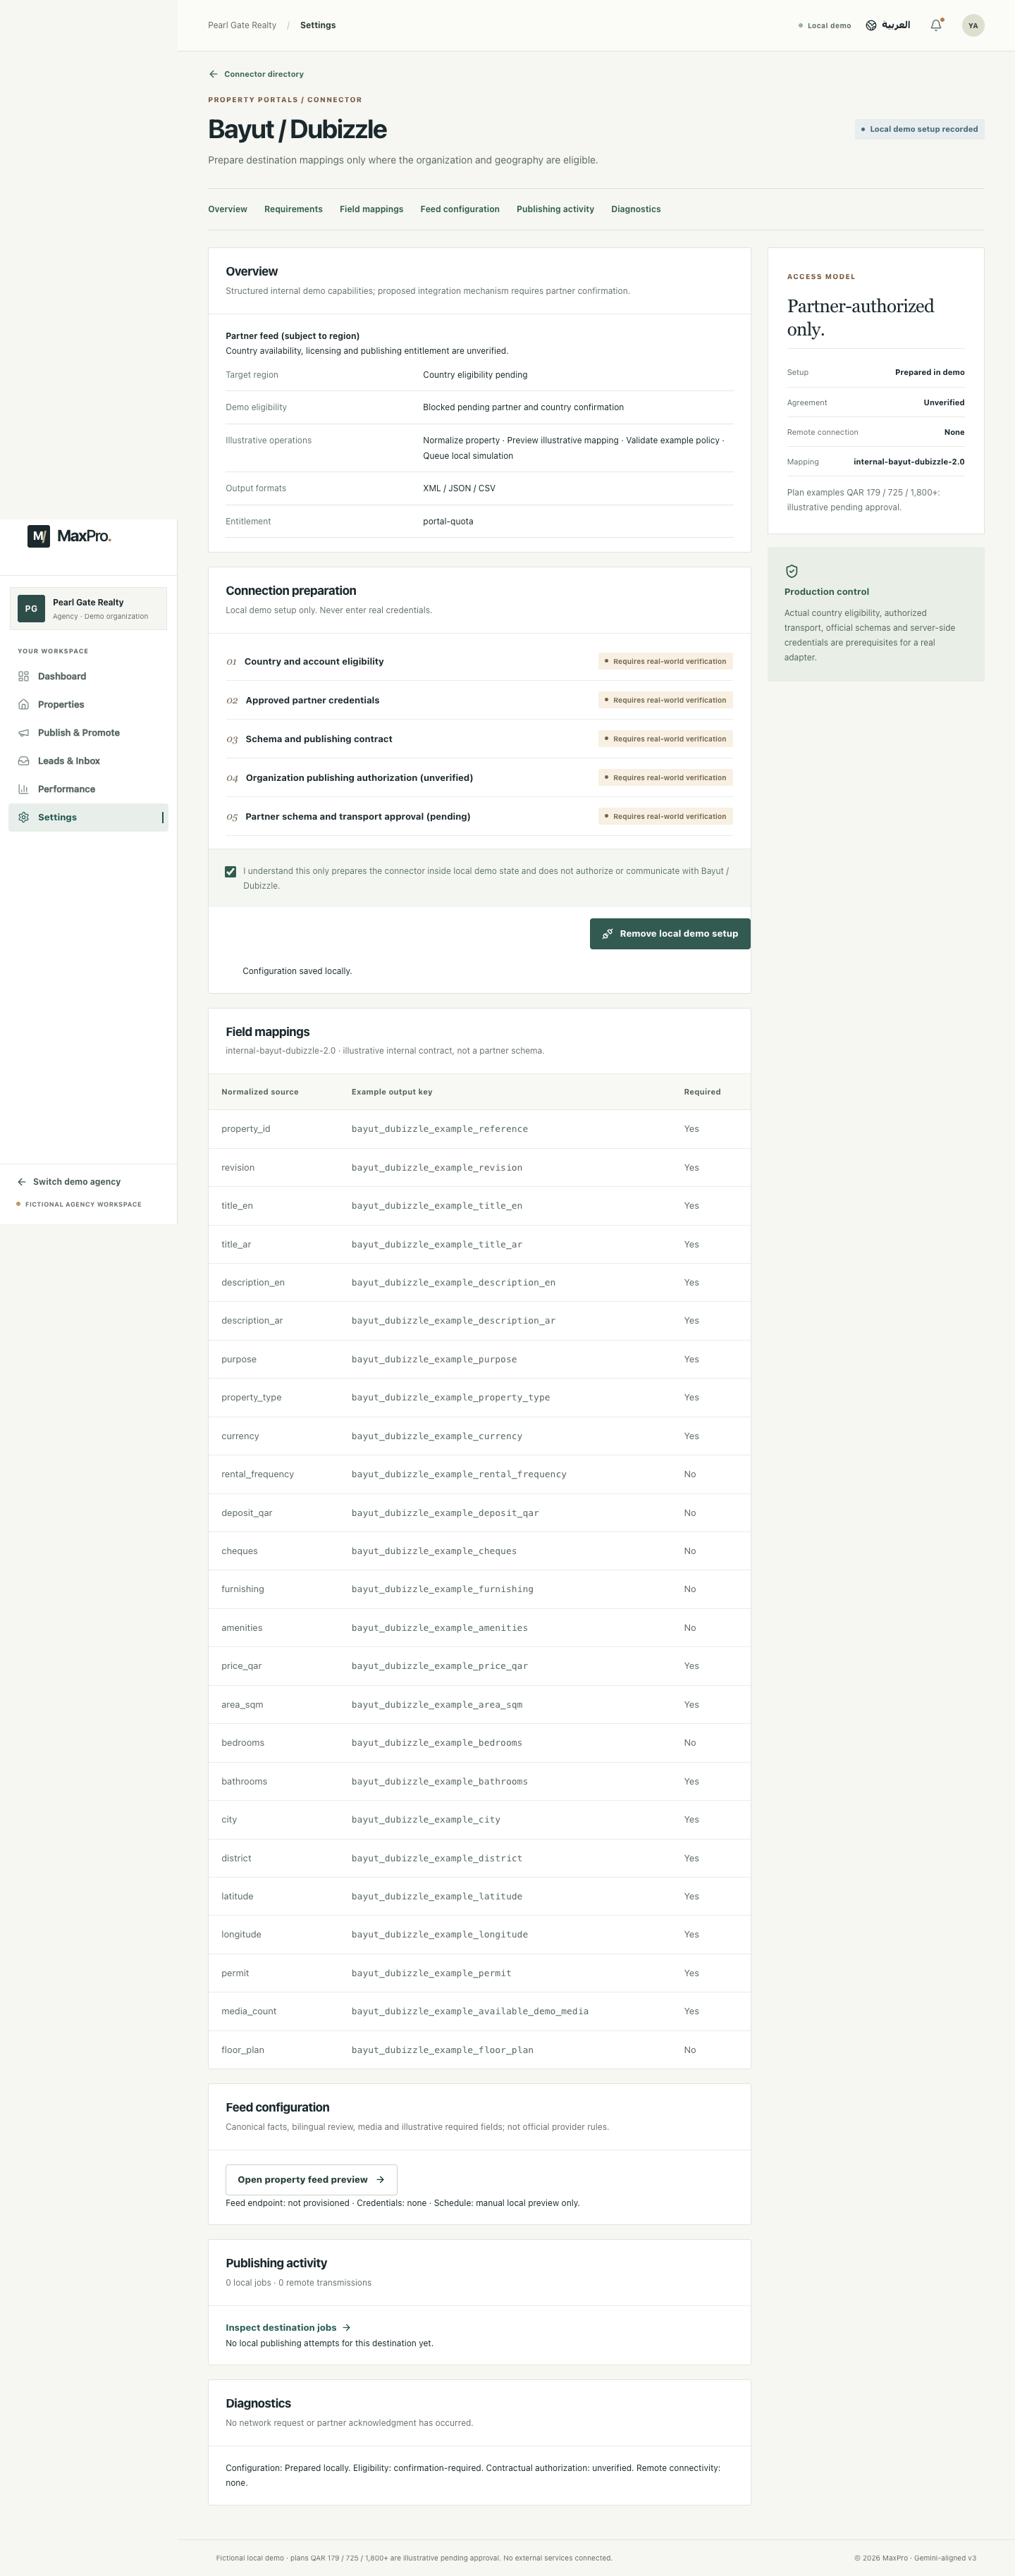 Pearl Gate Realty / Settings
Local demo
العربية
YA
Connector directory
PROPERTY PORTALS / CONNECTOR
Bayut / Dubizzle
Local demo setup recorded
Prepare destination mappings only where the organization and geography are eligible.
Overview Requirements Field mappings Feed configuration Publishing activity Diagnostics
Overview
Structured internal demo capabilities; proposed integration mechanism requires partner confirmation.
Partner feed (subject to region)
Country availability, licensing and publishing entitlement are unverified.
Target region Country eligibility pending
Demo eligibility Blocked pending partner and country confirmation
Illustrative operations Normalize property · Preview illustrative mapping · Validate example policy ·
Queue local simulation
Output formats XML / JSON / CSV
Entitlement portal-quota
ACCESS MODEL
Partner-authorized
only.
Setup Prepared in demo
Agreement Unverified
Remote connection None
Mapping internal-bayut-dubizzle-2.0
Plan examples QAR 179 / 725 / 1,800+:
illustrative pending approval.
Production control
Actual country eligibility, authorized
transport, official schemas and server-side
credentials are prerequisites for a real
adapter.
M/ MaxPro.
PG Pearl Gate Realty
Agency · Demo organization
YOUR WORKSPACE
Dashboard
Properties
Publish & Promote
Leads & Inbox
Performance
Settings
Switch demo agency
FICTIONAL AGENCY WORKSPACE
Connection preparation
Local demo setup only. Never enter real credentials.
01 Country and account eligibility Requires real-world verification
02 Approved partner credentials Requires real-world verification
03 Schema and publishing contract Requires real-world verification
04 Organization publishing authorization (unverified) Requires real-world verification
05 Partner schema and transport approval (pending) Requires real-world verification
I understand this only prepares the connector inside local demo state and does not authorize or communicate with Bayut /
Dubizzle.
Remove local demo setup
Configuration saved locally.
Field mappings
internal-bayut-dubizzle-2.0 · illustrative internal contract, not a partner schema.
Normalized source Example output key Required
property_id bayut_dubizzle_example_reference Yes
revision bayut_dubizzle_example_revision Yes
title_en bayut_dubizzle_example_title_en Yes
title_ar bayut_dubizzle_example_title_ar Yes
description_en bayut_dubizzle_example_description_en Yes
description_ar bayut_dubizzle_example_description_ar Yes
purpose bayut_dubizzle_example_purpose Yes
property_type bayut_dubizzle_example_property_type Yes
currency bayut_dubizzle_example_currency Yes
rental_frequency bayut_dubizzle_example_rental_frequency No
deposit_qar bayut_dubizzle_example_deposit_qar No
cheques bayut_dubizzle_example_cheques No
furnishing bayut_dubizzle_example_furnishing No
amenities bayut_dubizzle_example_amenities No
price_qar bayut_dubizzle_example_price_qar Yes
area_sqm bayut_dubizzle_example_area_sqm Yes
bedrooms bayut_dubizzle_example_bedrooms No
bathrooms bayut_dubizzle_example_bathrooms Yes
city bayut_dubizzle_example_city Yes
district bayut_dubizzle_example_district Yes
latitude bayut_dubizzle_example_latitude Yes
longitude bayut_dubizzle_example_longitude Yes
permit bayut_dubizzle_example_permit Yes
media_count bayut_dubizzle_example_available_demo_media Yes
floor_plan bayut_dubizzle_example_floor_plan No
Feed configuration
Canonical facts, bilingual review, media and illustrative required fields; not official provider rules.
Open property feed preview
Feed endpoint: not provisioned · Credentials: none · Schedule: manual local preview only.
Publishing activity
0 local jobs · 0 remote transmissions
Inspect destination jobs
No local publishing attempts for this destination yet.
Diagnostics
No network request or partner acknowledgment has occurred.
Configuration: Prepared locally. Eligibility: confirmation-required. Contractual authorization: unverified. Remote connectivity:
none.
Fictional local demo · plans QAR 179 / 725 / 1,800+ are illustrative pending approval. No external services connected.
© 2026 MaxPro · Gemini-aligned v3